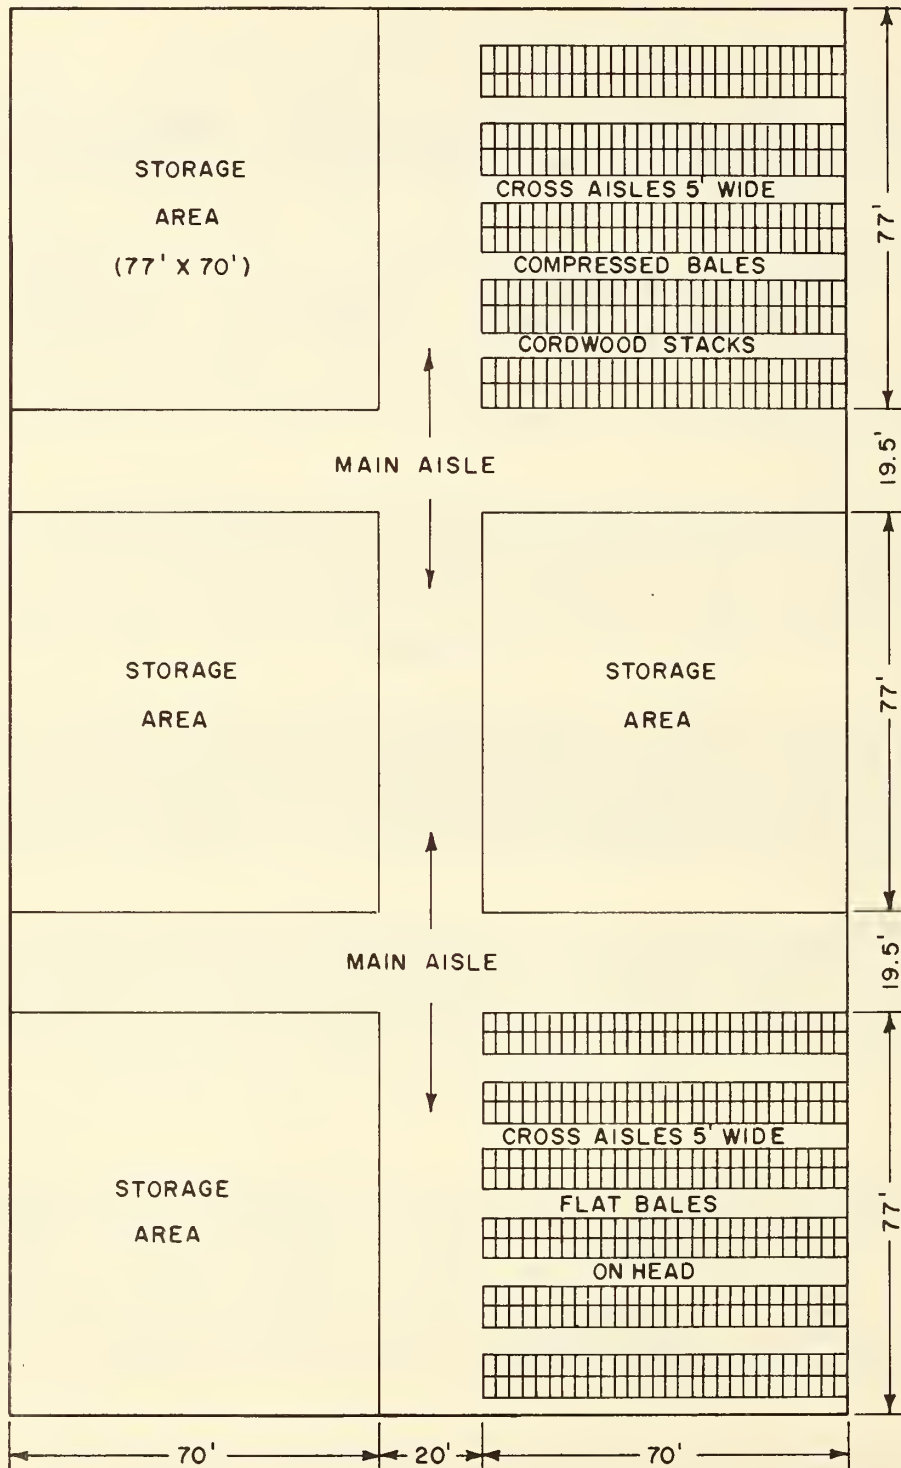 STORAGE
AREA
(77' X 70')
CROSS AISLES 5' WIDE
COMPRESSED BALES
CORDWOOD STACKS
77'
MAIN AISLE
19.5'
STORAGE
AREA
STORAGE
AREA
77'
MAIN AISLE
19.5'
STORAGE
AREA
CROSS AISLES 5' WIDE
FLAT BALES
ON HEAD
77'
70'
20'
70'